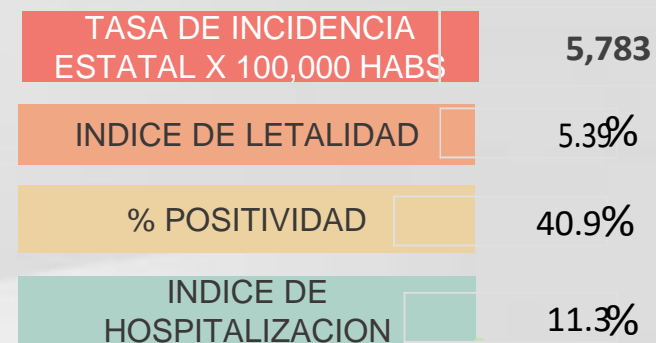 TASA DE INCIDENCIA
ESTATAL X 100,000 HABS
5,783
INDICE DE LETALIDAD
5.39%
% POSITIVIDAD
40.9%
INDICE DE
HOSPITALIZACION
11.3%